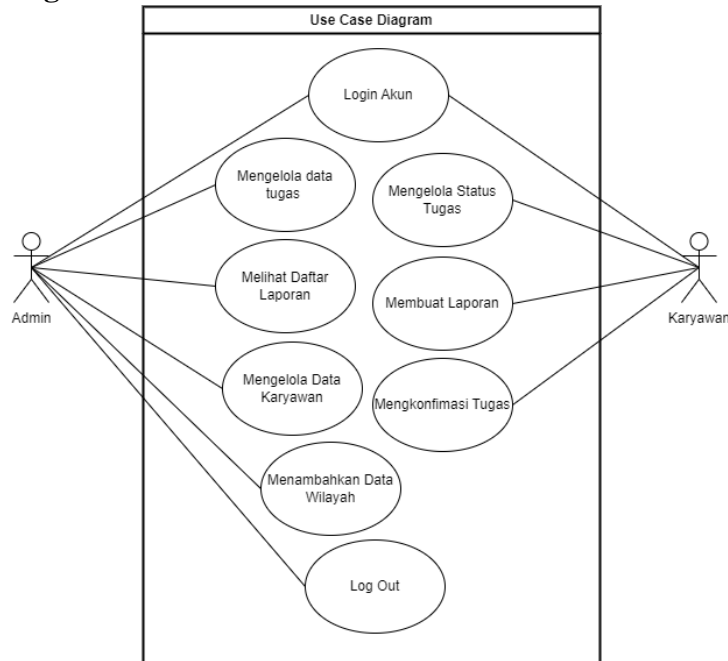 Use Case Diagram
Login Akun
Mengelola data
tugas
Mengelola Status
Tugas
Melihat Daftar
Laporan
Membuat Laporan
Admin
Karyawan
Mengelola Data
Karyawan
Mengkonfimasi Tugas
Menambahkan Data
Wilayah
Log Out